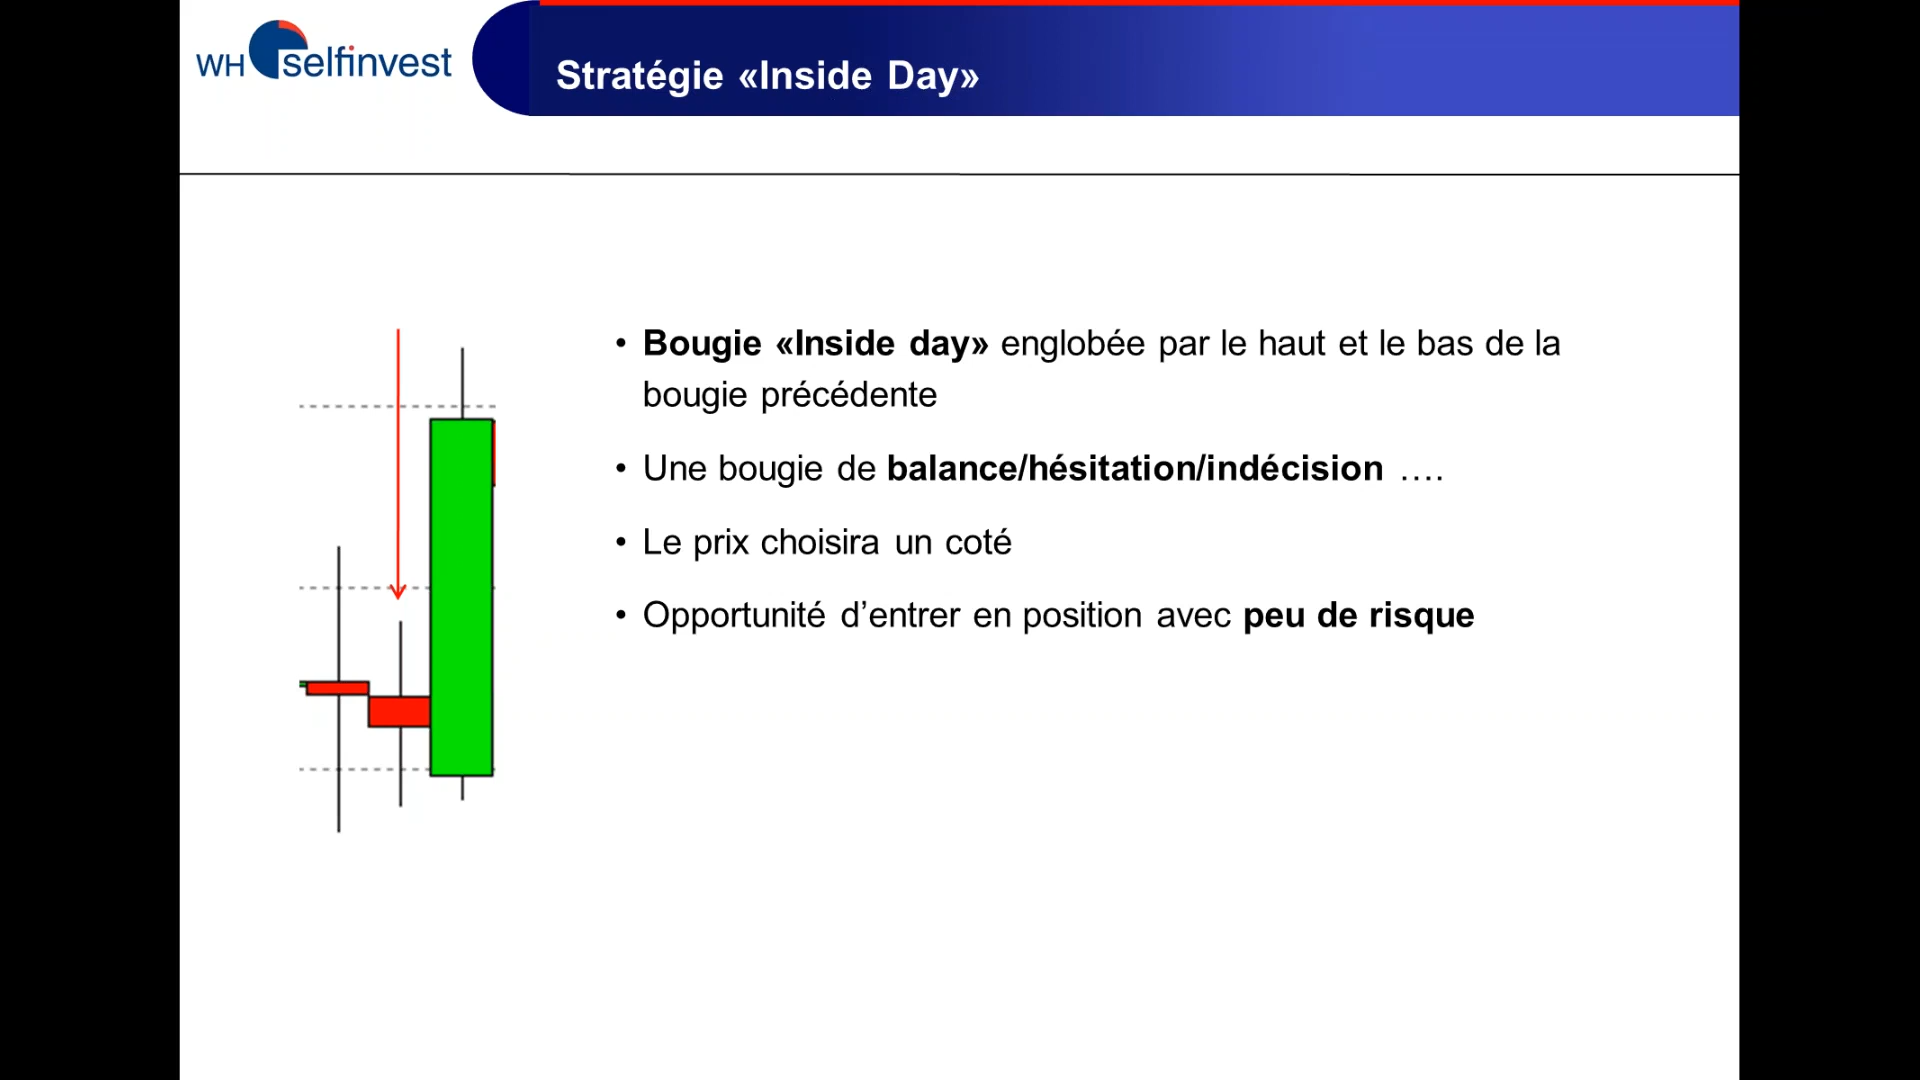 WH selfinvest
Stratégie «Inside Day»
• Bougie «Inside day» englobée par le haut et le bas de la
bougie précédente
• Une bougie de balance/hésitation/indécision ….
• Le prix choisira un coté
• Opportunité d’entrer en position avec peu de risque